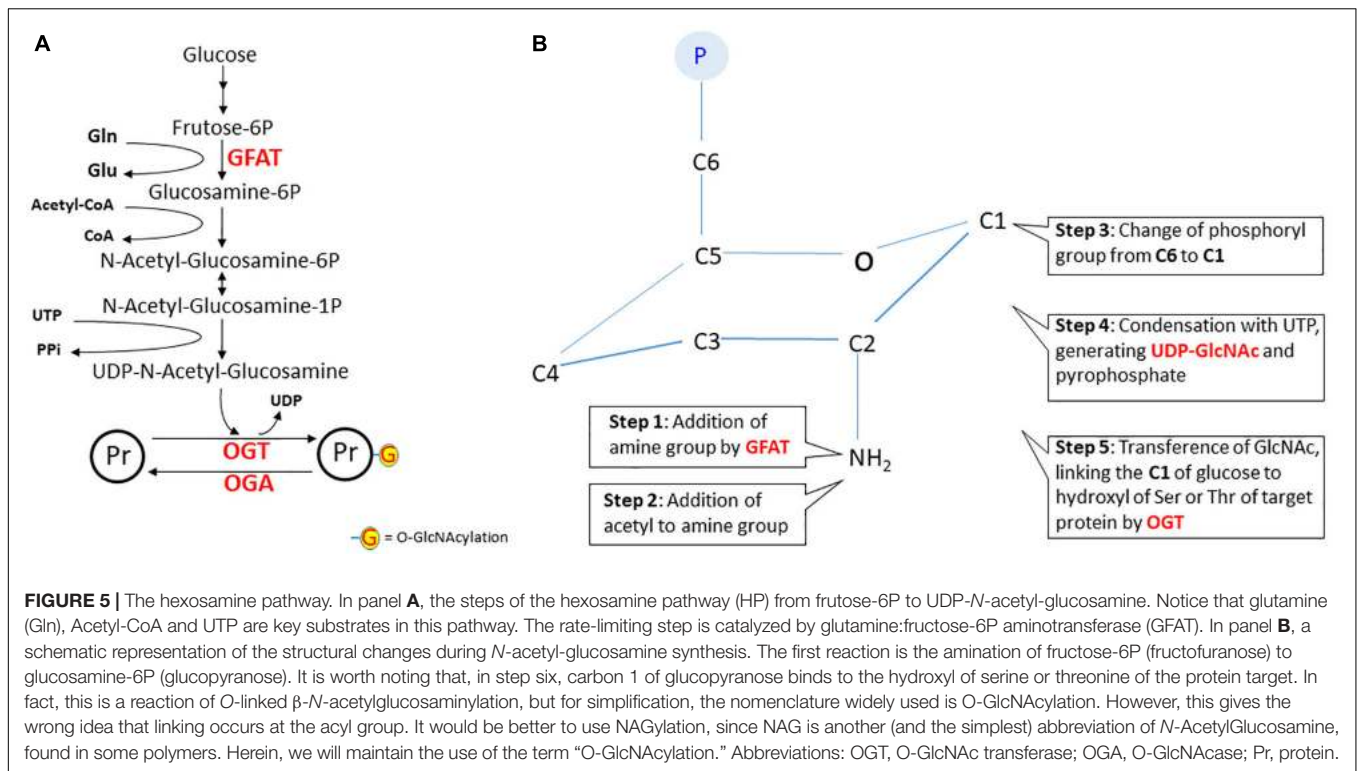 A
Glucose
Frutose-6P
Gln
Glu
GFAT
Glucosamine-6P
Acetyl-CoA
CoA
N-Acetyl-Glucosamine-6P
N-Acetyl-Glucosamine-1P
UTP
PPi
UDP-N-Acetyl-Glucosamine
UDP
Pr
OGT
OGA
Pr
G
G = O-GlcNAcylation
B
P
C6
C1
C5
O
C3
C2
C4
NH2
Step 1: Addition of
amine group by GFAT
Step 2: Addition of
acetyl to amine group
Step 3: Change of phosphoryl
group from C6 to C1
Step 4: Condensation with UTP,
generating UDP-GlcNAc and
pyrophosphate
Step 5: Transference of GlcNAc,
linking the C1 of glucose to
hydroxyl of Ser or Thr of target
protein by OGT
FIGURE 5 | The hexosamine pathway. In panel A, the steps of the hexosamine pathway (HP) from frutose-6P to UDP-N-acetyl-glucosamine. Notice that glutamine
(Gln), Acetyl-CoA and UTP are key substrates in this pathway. The rate-limiting step is catalyzed by glutamine:fructose-6P aminotransferase (GFAT). In panel B, a
schematic representation of the structural changes during N-acetyl-glucosamine synthesis. The first reaction is the amination of fructose-6P (fructofuranose) to
glucosamine-6P (glucopyranose). It is worth noting that, in step six, carbon 1 of glucopyranose binds to the hydroxyl of serine or threonine of the protein target. In
fact, this is a reaction of O-linked β-N-acetylglucosaminylation, but for simplification, the nomenclature widely used is O-GlcNAcylation. However, this gives the
wrong idea that linking occurs at the acyl group. It would be better to use NAGylation, since NAG is another (and the simplest) abbreviation of N-AcetylGlucosamine,
found in some polymers. Herein, we will maintain the use of the term “O-GlcNAcylation.” Abbreviations: OGT, O-GlcNAc transferase; OGA, O-GlcNAcase; Pr, protein.